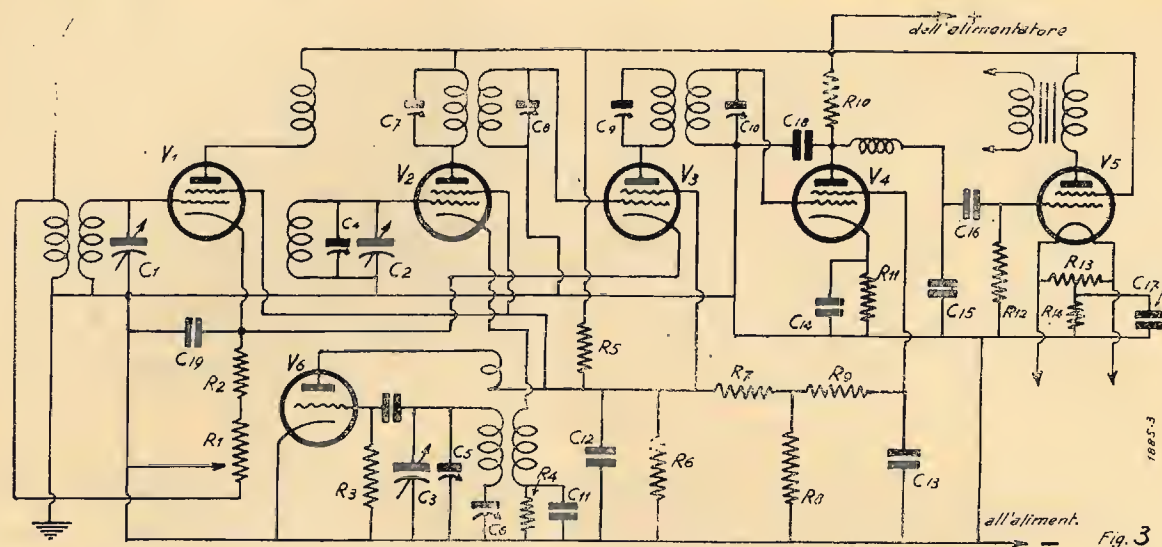 +
dell'alimentatore
R10
C7
C8
C9
C10
C18
V1
V2
V3
V4
V5
C4
C1
C2
C16
R13
C17
R11
C14
C15
R12
R14
C19
R5
R2
V6
R7
R9
R1
C5
C12
R6
R3
C3
R4
C11
R8
C13
C6
1885-3
all'aliment.
−
Fig. 3